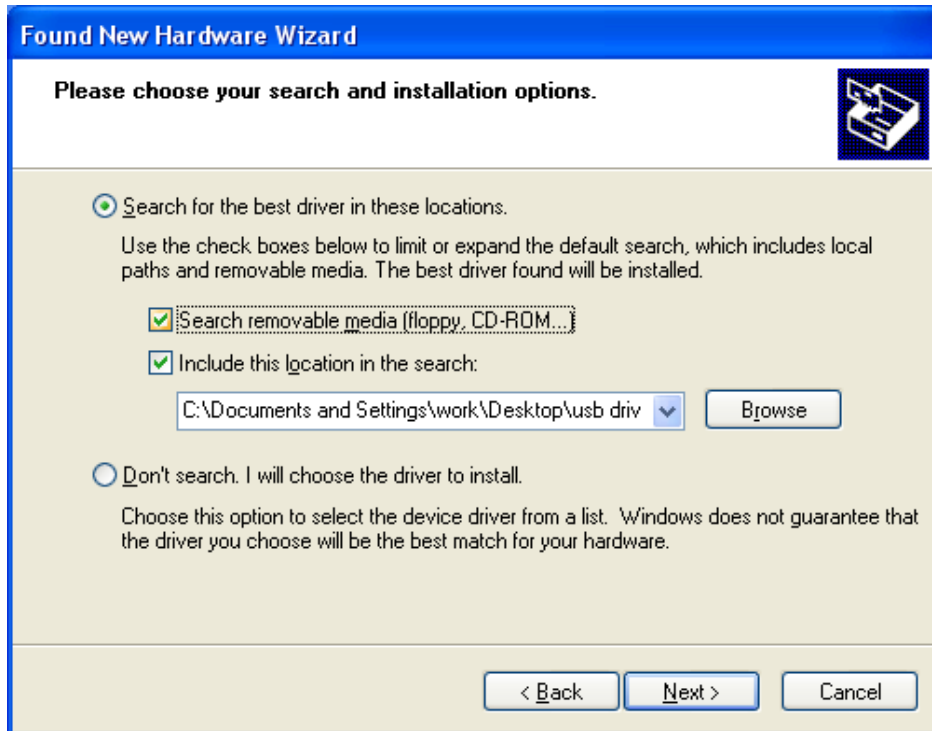 Found New Hardware Wizard
Please choose your search and installation options.
Search for the best driver in these locations.
Use the check boxes below to limit or expand the default search, which includes local
paths and removable media. The best driver found will be installed.
Search removable media (floppy, CD-ROM...)
Include this location in the search:
C:\Documents and Settings\work\Desktop\usb driv
Browse
Don't search. I will choose the driver to install.
Choose this option to select the device driver from a list.  Windows does not guarantee that
the driver you choose will be the best match for your hardware.
< Back
Next >
Cancel